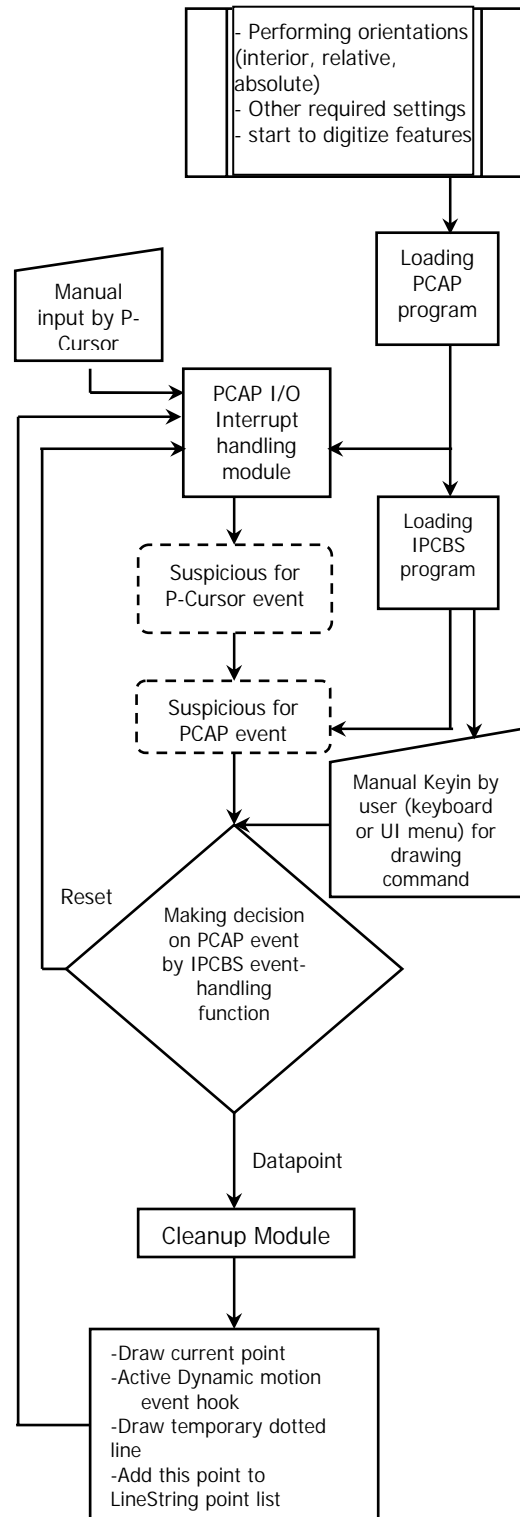 - Performing orientations
(interior, relative,
absolute)
- Other required settings
- start to digitize features
Loading
PCAP
program
Manual
input by P-
Cursor
PCAP I/O
Interrupt
handling
module
Loading
IPCBS
program
Suspicious for
P-Cursor event
Suspicious for
PCAP event
Manual Keyin by
user (keyboard
or UI menu) for
drawing
command
Reset
Making decision
on PCAP event
by IPCBS event-
handling
function
Datapoint
Cleanup Module
-Draw current point
-Active Dynamic motion
event hook
-Draw temporary dotted
line
-Add this point to
LineString point list